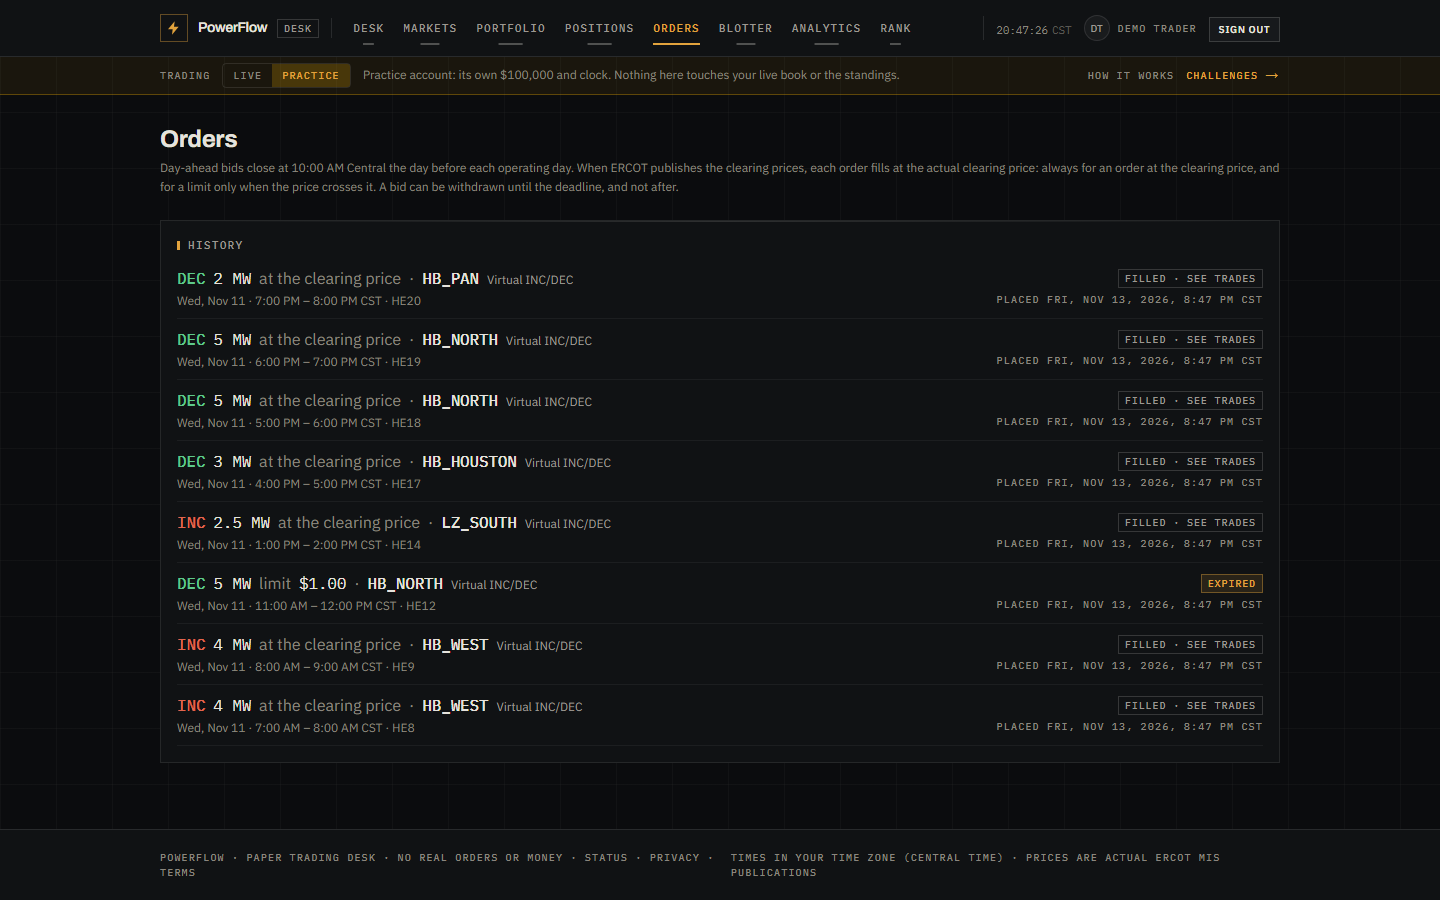 PowerFlow DESK DESK MARKETS PORTFOLIO POSITIONS ORDERS BLOTTER ANALYTICS RANK 20:47:26 CST DT DEMO TRADER SIGN OUT
TRADING LIVE PRACTICE Practice account: its own $100,000 and clock. Nothing here touches your live book or the standings. HOW IT WORKS CHALLENGES →
Orders
Day-ahead bids close at 10:00 AM Central the day before each operating day. When ERCOT publishes the clearing prices, each order fills at the actual clearing price: always for an order at the clearing price, and
for a limit only when the price crosses it. A bid can be withdrawn until the deadline, and not after.
HISTORY
DEC 2 MW at the clearing price · HB_PAN Virtual INC/DEC FILLED · SEE TRADES
Wed, Nov 11 · 7:00 PM – 8:00 PM CST · HE20 PLACED FRI, NOV 13, 2026, 8:47 PM CST
DEC 5 MW at the clearing price · HB_NORTH Virtual INC/DEC FILLED · SEE TRADES
Wed, Nov 11 · 6:00 PM – 7:00 PM CST · HE19 PLACED FRI, NOV 13, 2026, 8:47 PM CST
DEC 5 MW at the clearing price · HB_NORTH Virtual INC/DEC FILLED · SEE TRADES
Wed, Nov 11 · 5:00 PM – 6:00 PM CST · HE18 PLACED FRI, NOV 13, 2026, 8:47 PM CST
DEC 3 MW at the clearing price · HB_HOUSTON Virtual INC/DEC FILLED · SEE TRADES
Wed, Nov 11 · 4:00 PM – 5:00 PM CST · HE17 PLACED FRI, NOV 13, 2026, 8:47 PM CST
INC 2.5 MW at the clearing price · LZ_SOUTH Virtual INC/DEC FILLED · SEE TRADES
Wed, Nov 11 · 1:00 PM – 2:00 PM CST · HE14 PLACED FRI, NOV 13, 2026, 8:47 PM CST
DEC 5 MW limit $1.00 · HB_NORTH Virtual INC/DEC EXPIRED
Wed, Nov 11 · 11:00 AM – 12:00 PM CST · HE12 PLACED FRI, NOV 13, 2026, 8:47 PM CST
INC 4 MW at the clearing price · HB_WEST Virtual INC/DEC FILLED · SEE TRADES
Wed, Nov 11 · 8:00 AM – 9:00 AM CST · HE9 PLACED FRI, NOV 13, 2026, 8:47 PM CST
INC 4 MW at the clearing price · HB_WEST Virtual INC/DEC FILLED · SEE TRADES
Wed, Nov 11 · 7:00 AM – 8:00 AM CST · HE8 PLACED FRI, NOV 13, 2026, 8:47 PM CST
POWERFLOW · PAPER TRADING DESK · NO REAL ORDERS OR MONEY · STATUS · PRIVACY ·
TERMS
TIMES IN YOUR TIME ZONE (CENTRAL TIME) · PRICES ARE ACTUAL ERCOT MIS
PUBLICATIONS